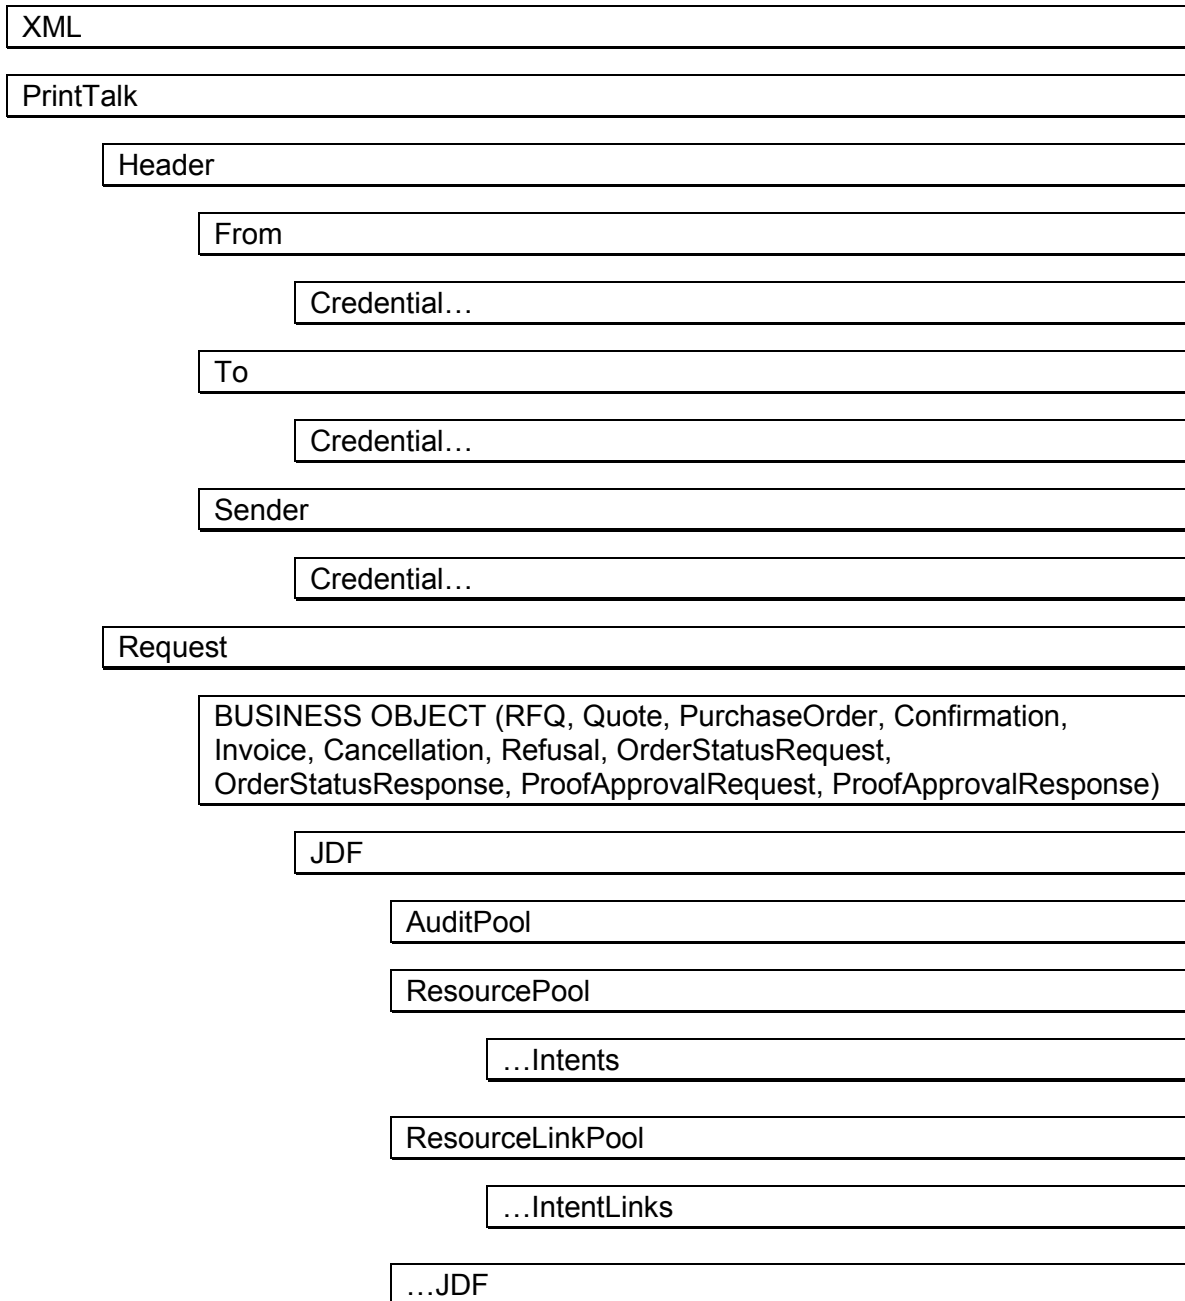 XML
PrintTalk
Header
From
Credential…
To
Credential…
Sender
Credential…
Request
BUSINESS OBJECT (RFQ, Quote, PurchaseOrder, Confirmation,
Invoice, Cancellation, Refusal, OrderStatusRequest,
OrderStatusResponse, ProofApprovalRequest, ProofApprovalResponse)
JDF
AuditPool
ResourcePool
…Intents
ResourceLinkPool
…IntentLinks
…JDF